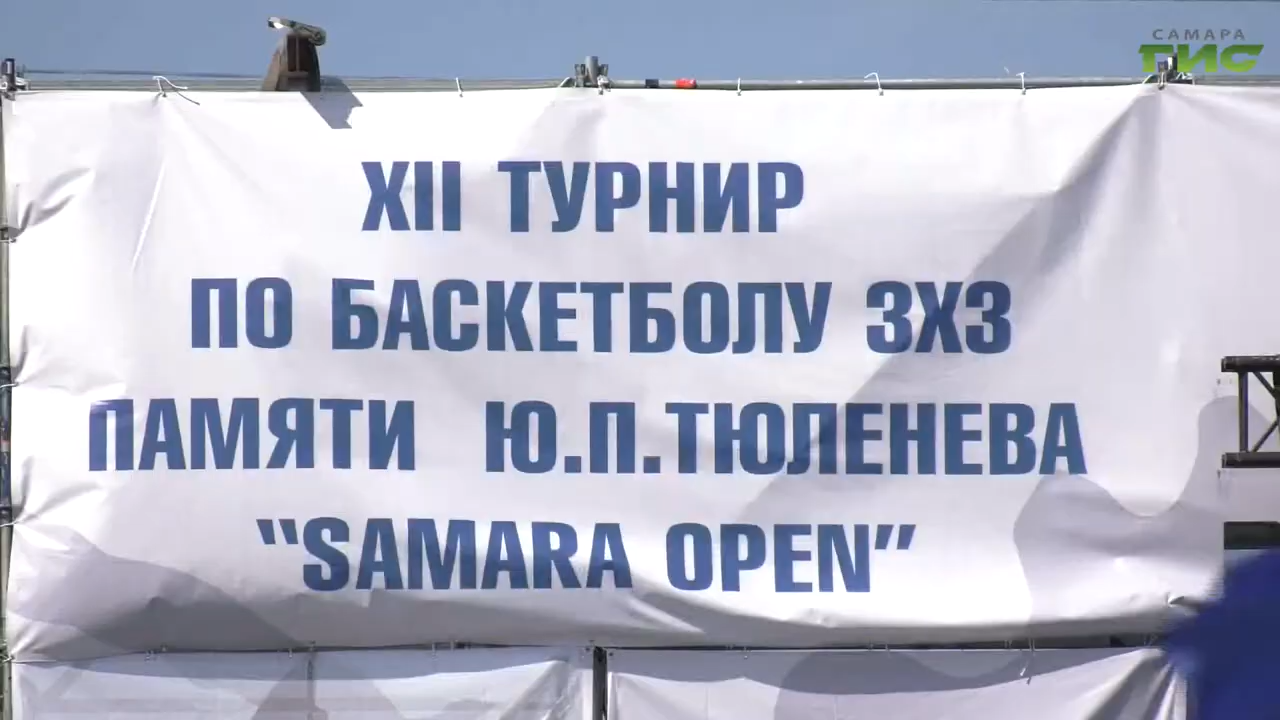 САМАРА
ГИС
XII ТУРНИР
ПО БАСКЕТБОЛУ 3Х3
ПАМЯТИ Ю.П.ТЮЛЕНЕВА
"SAMARA OPEN"